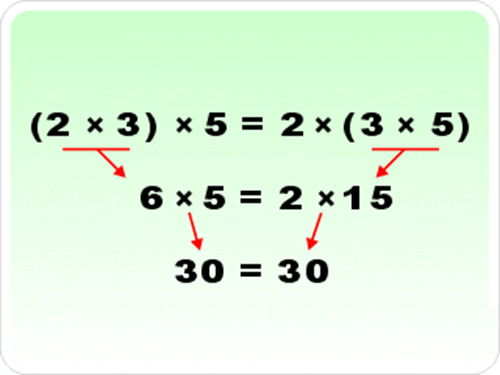 (2 × 3) × 5 = 2 × (3 × 5)
6 × 5 = 2 × 15
30 = 30